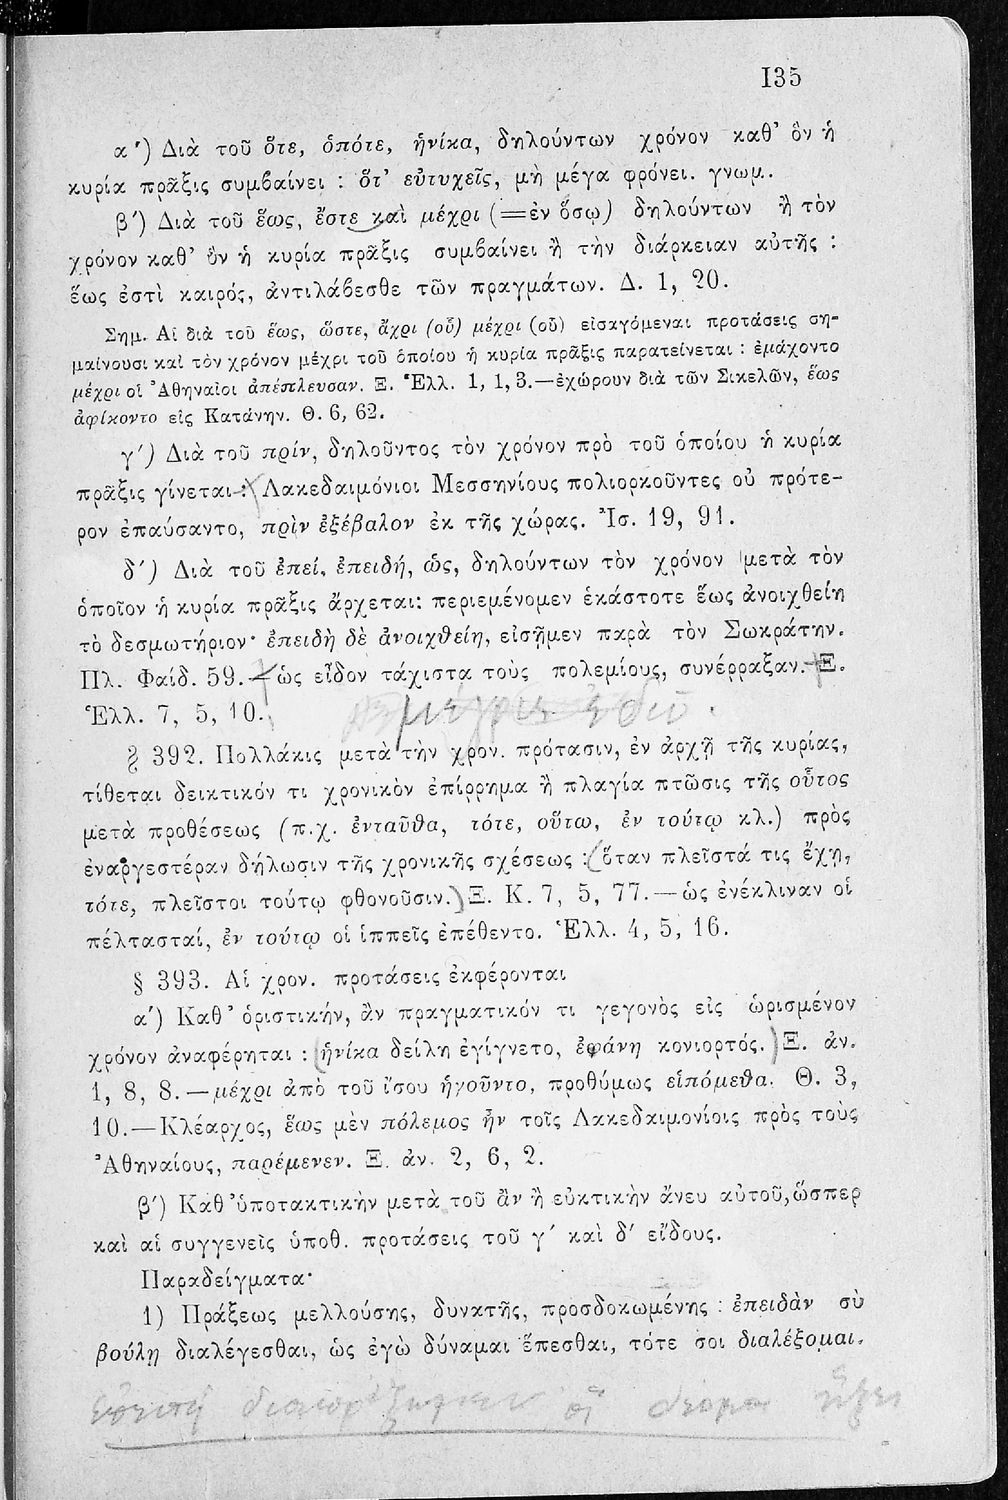 135
α΄) Διὰ τοῦ ὅτε, ὁπότε, ἡνίκα, δηλούντων χρόνον καθ’ ὃν ἡ
κυρία πρᾶξις συμβαίνει : ὅτ’ εὐτυχεῖς, μὴ μέγα φρόνει. γνωμ.
β΄) Διὰ τοῦ ἕως, ἔστε καὶ μέχρι (=ἐν ὅσῳ) δηλούντων ἢ τὸν
χρόνον καθ’ ὃν ἡ κυρία πρᾶξις συμβαίνει ἢ τὴν διάρκειαν αὐτῆς :
ἕως ἐστὶ καιρός, ἀντιλάβεσθε τῶν πραγμάτων. Δ. 1, 20.
Σημ. Αἱ διὰ τοῦ ἕως, ὥστε, ἄχρι (οὗ) μέχρι (οὗ) εἰσαγόμεναι προτάσεις ση-
μαίνουσι καὶ τὸν χρόνον μέχρι τοῦ ὁποίου ἡ κυρία πρᾶξις παρατείνεται : ἐμάχοντο
μέχρι οἱ Ἀθηναῖοι ἀπέπλευσαν. Ξ. Ἑλλ. 1, 1, 3.—ἐχώρουν διὰ τῶν Σικελῶν, ἕως
ἀφίκοντο εἰς Κατάνην. Θ. 6, 62.
γ΄) Διὰ τοῦ πρίν, δηλοῦντος τὸν χρόνον πρὸ τοῦ ὁποίου ἡ κυρία
πρᾶξις γίνεται : Λακεδαιμόνιοι Μεσσηνίους πολιορκοῦντες οὐ πρότε-
ρον ἐπαύσαντο, πρὶν ἐξέβαλον ἐκ τῆς χώρας. Ἰσ. 19, 91.
δ΄) Διὰ τοῦ ἐπεί, ἐπειδή, ὡς, δηλούντων τὸν χρόνον μετὰ τὸν
ὁποῖον ἡ κυρία πρᾶξις ἄρχεται: περιεμένομεν ἑκάστοτε ἕως ἀνοιχθείη
τὸ δεσμωτήριον· ἐπειδὴ δὲ ἀνοιχθείη, εἰσῇμεν παρὰ τὸν Σωκράτην.
Πλ. Φαίδ. 59.—ὡς εἶδον τάχιστα τοὺς πολεμίους, συνέρραξαν.—Ξ.
Ἑλλ. 7, 5, 10.
§ 392. Πολλάκις μετὰ τὴν χρον. πρότασιν, ἐν ἀρχῇ τῆς κυρίας,
τίθεται δεικτικόν τι χρονικὸν ἐπίρρημα ἢ πλαγία πτῶσις τῆς οὗτος
μετὰ προθέσεως (π.χ. ἐνταῦθα, τότε, οὕτω, ἐν τούτῳ κλ.) πρὸς
ἐναργεστέραν δήλωσιν τῆς χρονικῆς σχέσεως : (ὅταν πλεῖστά τις ἔχῃ,
τότε, πλεῖστοι τούτῳ φθονοῦσιν.) Ξ. Κ. 7, 5, 77.—ὡς ἐνέκλιναν οἱ
πέλτασταί, ἐν τούτῳ οἱ ἱππεῖς ἐπέθεντο. Ἑλλ. 4, 5, 16.
§ 393. Αἱ χρον. προτάσεις ἐκφέρονται
α΄) Καθ’ ὁριστικήν, ἂν πραγματικόν τι γεγονὸς εἰς ὡρισμένον
χρόνον ἀναφέρηται : (ἡνίκα δείλη ἐγίγνετο, ἐφάνη κονιορτός.) Ξ. ἀν.
1, 8, 8.—μέχρι ἀπὸ τοῦ ἴσου ἡγοῦντο, προθύμως εἱπόμεθα. Θ. 3,
10.—Κλέαρχος, ἕως μὲν πόλεμος ἦν τοῖς Λακεδαιμονίοις πρὸς τοὺς
Ἀθηναίους, παρέμενεν. Ξ. ἀν. 2, 6, 2.
β΄) Καθ’ ὑποτακτικὴν μετὰ τοῦ ἂν ἢ εὐκτικὴν ἄνευ αὐτοῦ, ὥσπερ
καὶ αἱ συγγενεῖς ὑποθ. προτάσεις τοῦ γ΄ καὶ δ΄ εἴδους.
Παραδείγματα·
1) Πράξεως μελλούσης, δυνατῆς, προσδοκωμένης : ἐπειδὰν σὺ
βούλῃ διαλέγεσθαι, ὡς ἐγὼ δύναμαι ἕπεσθαι, τότε σοι διαλέξομαι.